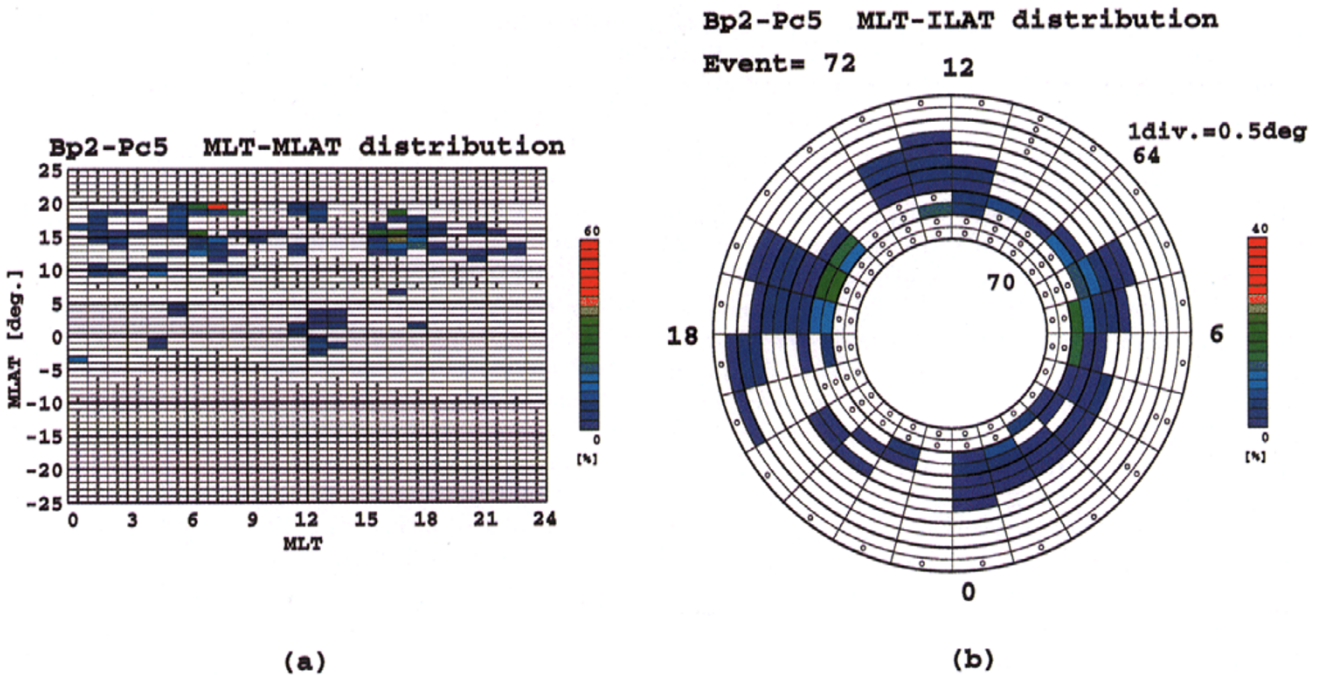 Bp2-Pc5 MLT-MLAT distribution
25
20
15
10
5
0
-5
-10
-15
-20
-25
MLAT [deg.]
0 3 6 9 12 15 18 21 24
MLT
60
0
[%]
(a)
Bp2-Pc5 MLT-ILAT distribution
Event= 72
12
1div.=0.5deg
64
70
18
6
0
40
0
[%]
(b)